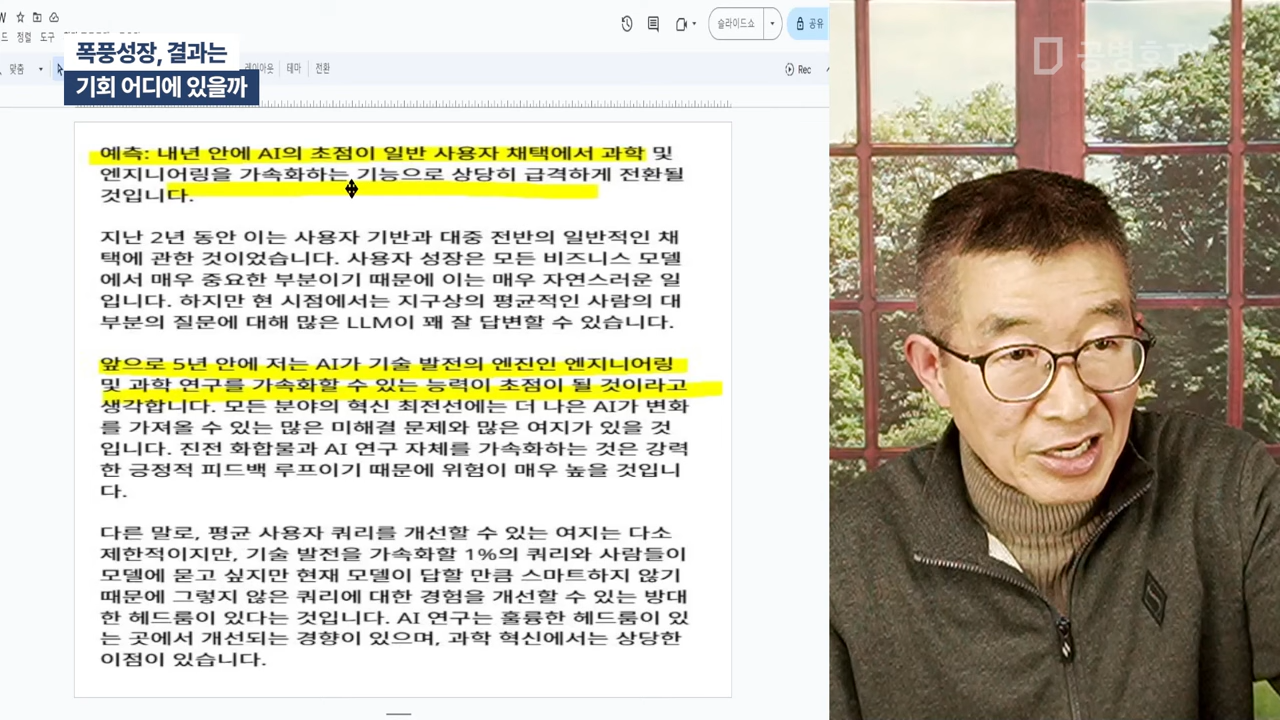 폭풍성장, 결과는
기회 어디에 있을까
정렬 도구
슬라이드쇼
공유
맞춤
테마
전환
Rec
공병호TV
예측: 내년 안에 AI의 초점이 일반 사용자 채택에서 과학 및
엔지니어링을 가속화하는 기능으로 상당히 급격하게 전환될
것입니다.
지난 2년 동안 이는 사용자 기반과 대중 전반의 일반적인 채
택에 관한 것이었습니다. 사용자 성장은 모든 비즈니스 모델
에서 매우 중요한 부분이기 때문에 이는 매우 자연스러운 일
입니다. 하지만 현 시점에서는 지구상의 평균적인 사람의 대
부분의 질문에 대해 많은 LLM이 꽤 잘 답변할 수 있습니다.
앞으로 5년 안에 저는 AI가 기술 발전의 엔진인 엔지니어링
및 과학 연구를 가속화할 수 있는 능력이 초점이 될 것이라고
생각합니다. 모든 분야의 혁신 최전선에는 더 나은 AI가 변화
를 가져올 수 있는 많은 미해결 문제와 많은 여지가 있을 것
입니다. 진전 화합물과 AI 연구 자체를 가속화하는 것은 강력
한 긍정적 피드백 루프이기 때문에 위험이 매우 높을 것입니
다.
다른 말로, 평균 사용자 쿼리를 개선할 수 있는 여지는 다소
제한적이지만, 기술 발전을 가속화할 1%의 쿼리와 사람들이
모델에 묻고 싶지만 현재 모델이 답할 만큼 스마트하지 않기
때문에 그렇지 않은 쿼리에 대한 경험을 개선할 수 있는 방대
한 헤드룸이 있다는 것입니다. AI 연구는 훌륭한 헤드룸이 있
는 곳에서 개선되는 경향이 있으며, 과학 혁신에서는 상당한
이점이 있습니다.